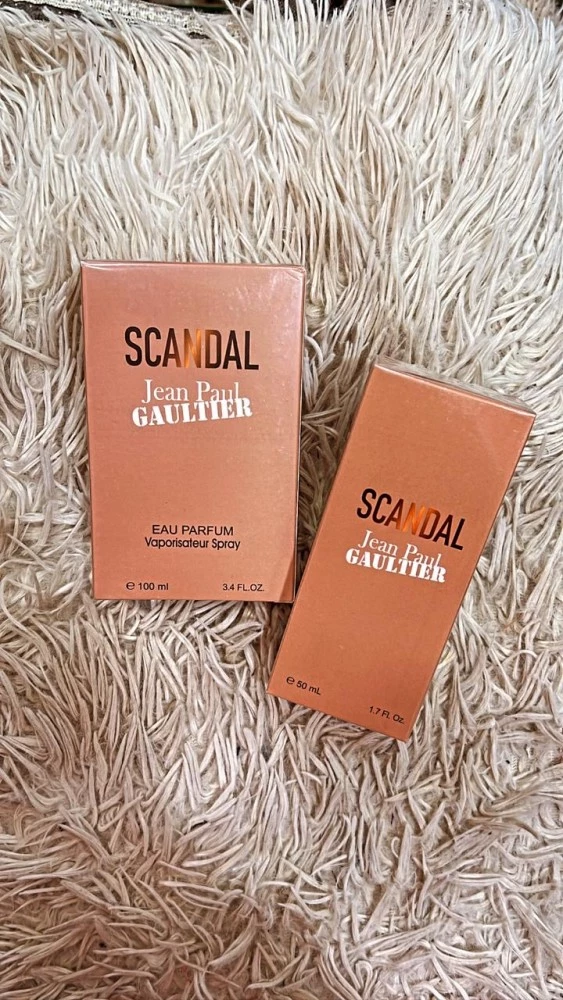 SCANDAL
Jean Paul
GAULTIER
EAU PARFUM
Vaporisateur Spray
e 100 ml 3.4 FL.OZ.
SCANDAL
Jean Paul
GAULTIER
e 50 mL 1.7 Fl. Oz.